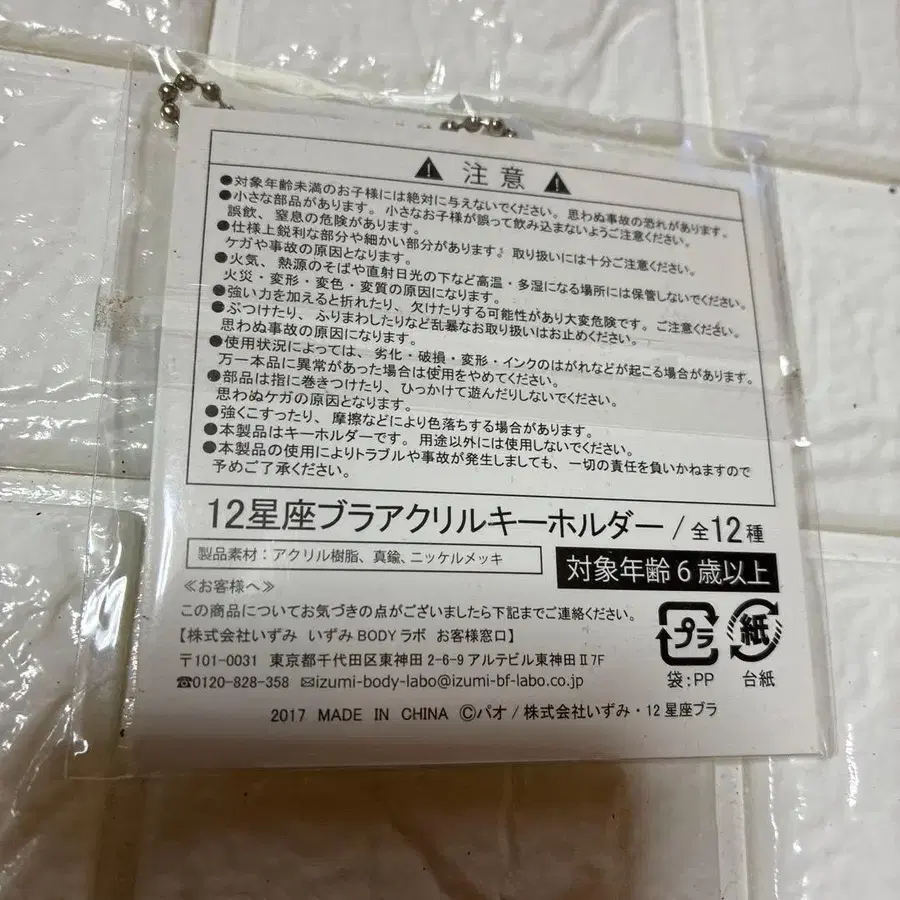 注意
●対象年齢未満のお子様には絶対に与えないでください。思わぬ事故の恐れがあります。
●小さな部品があります。小さなお子様が誤って飲み込まないようご注意ください。
誤飲、窒息の危険があります。
●仕様上鋭利な部分や細かい部分があります。取り扱いには十分ご注意ください。
ケガや事故の原因となります。
●火気、熱源のそばや直射日光の下など高温・多湿になる場所には保管しないでください。
火災・変形・変色・変質の原因になります。
●強い力を加えると折れたり、欠けたりする可能性があり大変危険です。ご注意ください。
●ぶつけたり、ふりまわしたりなど乱暴なお取り扱いはお止めください。
思わぬ事故の原因になります。
●使用状況によっては、劣化・破損・変形・インクのはがれなどが起こる場合があります。
万一本品に異常があった場合は使用をやめてください。
●部品は指に巻きつけたり、ひっかけて遊んだりしないでください。
思わぬケガの原因となります。
●強くこすったり、摩擦などにより色落ちする場合があります。
●本製品はキーホルダーです。用途以外には使用しないでください。
●本製品の使用によりトラブルや事故が発生しましても、一切の責任を負いかねますので
予めご了承ください。
12星座ブラアクリルキーホルダー/全12種
製品素材：アクリル樹脂、真鍮、ニッケルメッキ
対象年齢6歳以上
≪お客様へ≫
この商品についてお気づきの点がございましたら下記までご連絡ください。
【株式会社いずみ いずみBODYラボ お客様窓口】
〒101-0031 東京都千代田区東神田2-6-9アルテビル東神田Ⅱ7F
☎0120-828-358 ✉izumi-body-labo@izumi-bf-labo.co.jp
プラ
袋:PP
紙
台紙
2017 MADE IN CHINA Ⓒパオ/株式会社いずみ・12星座ブラ